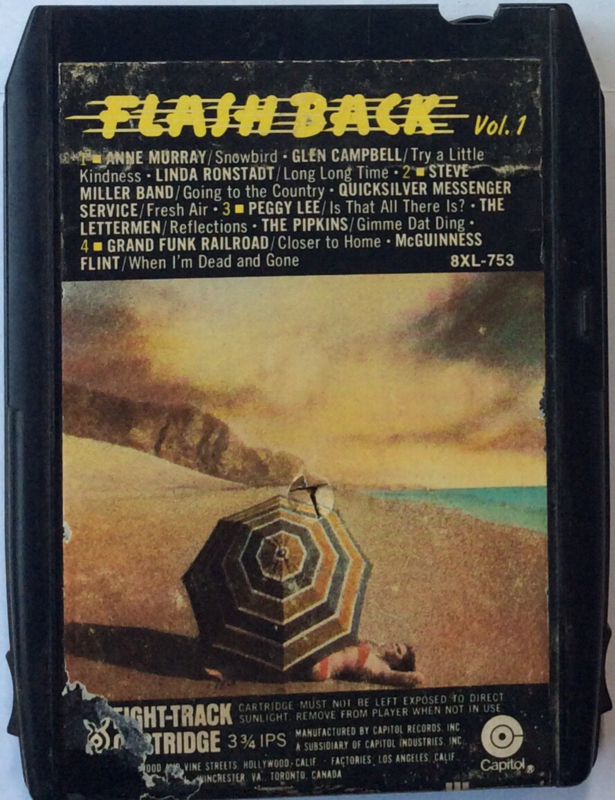 FLASHBACK Vol. 1
1 ■ ANNE MURRAY/Snowbird • GLEN CAMPBELL/Try a Little
Kindness • LINDA RONSTADT/Long Long Time • 2 ■ STEVE
MILLER BAND/Going to the Country • QUICKSILVER MESSENGER
SERVICE/Fresh Air • 3 ■ PEGGY LEE/Is That All There Is? • THE
LETTERMEN/Reflections • THE PIPKINS/Gimme Dat Ding •
4 ■ GRAND FUNK RAILROAD/Closer to Home • McGUINNESS
FLINT/When I'm Dead and Gone 8XL-753
EIGHT-TRACK
CARTRIDGE 3¾ IPS
CARTRIDGE MUST NOT BE LEFT EXPOSED TO DIRECT
SUNLIGHT. REMOVE FROM PLAYER WHEN NOT IN USE.
MANUFACTURED BY CAPITOL RECORDS, INC.
A SUBSIDIARY OF CAPITOL INDUSTRIES, INC.
VINE STREETS, HOLLYWOOD, CALIF. FACTORIES: LOS ANGELES, CALIF.
WINCHESTER, VA. TORONTO, CANADA
Capitol®